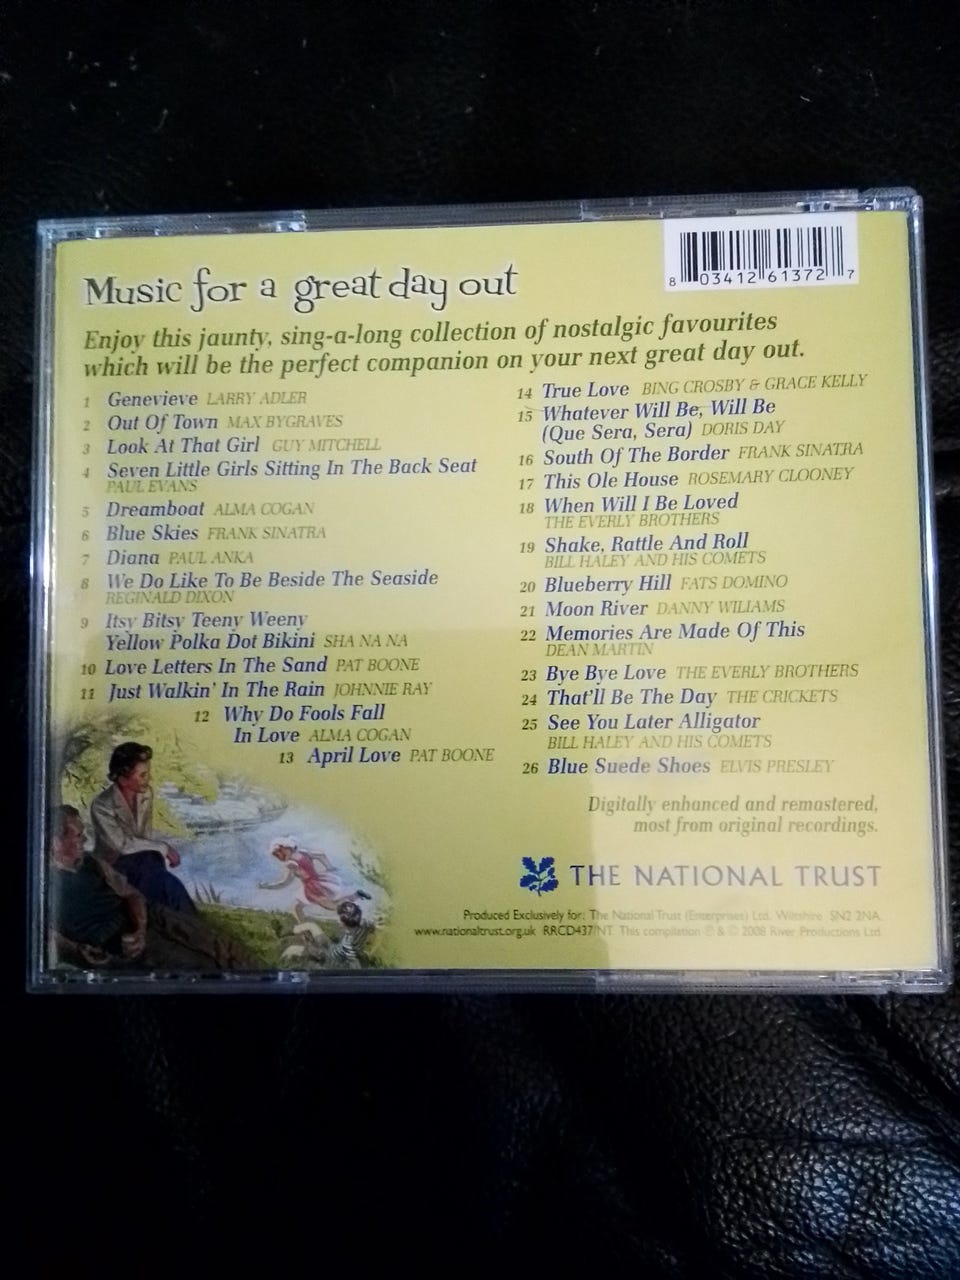 Music for a great day out
8 03412 61372 7
Enjoy this jaunty, sing-a-long collection of nostalgic favourites
which will be the perfect companion on your next great day out.
1 Genevieve LARRY ADLER
2 Out Of Town MAX BYGRAVES
3 Look At That Girl GUY MITCHELL
4 Seven Little Girls Sitting In The Back Seat
PAUL EVANS
5 Dreamboat ALMA COGAN
6 Blue Skies FRANK SINATRA
7 Diana PAUL ANKA
8 We Do Like To Be Beside The Seaside
REGINALD DIXON
9 Itsy Bitsy Teeny Weeny
Yellow Polka Dot Bikini SHA NA NA
10 Love Letters In The Sand PAT BOONE
11 Just Walkin' In The Rain JOHNNIE RAY
12 Why Do Fools Fall
In Love ALMA COGAN
13 April Love PAT BOONE
14 True Love BING CROSBY & GRACE KELLY
15 Whatever Will Be, Will Be
(Que Sera, Sera) DORIS DAY
16 South Of The Border FRANK SINATRA
17 This Ole House ROSEMARY CLOONEY
18 When Will I Be Loved
THE EVERLY BROTHERS
19 Shake, Rattle And Roll
BILL HALEY AND HIS COMETS
20 Blueberry Hill FATS DOMINO
21 Moon River DANNY WILIAMS
22 Memories Are Made Of This
DEAN MARTIN
23 Bye Bye Love THE EVERLY BROTHERS
24 That'll Be The Day THE CRICKETS
25 See You Later Alligator
BILL HALEY AND HIS COMETS
26 Blue Suede Shoes ELVIS PRESLEY
Digitally enhanced and remastered,
most from original recordings.
THE NATIONAL TRUST
Produced Exclusively for: The National Trust (Enterprises) Ltd. Wiltshire SN2 2NA.
www.nationaltrust.org.uk RRCD437/NT This compilation ℗ & © 2008 River Productions Ltd.